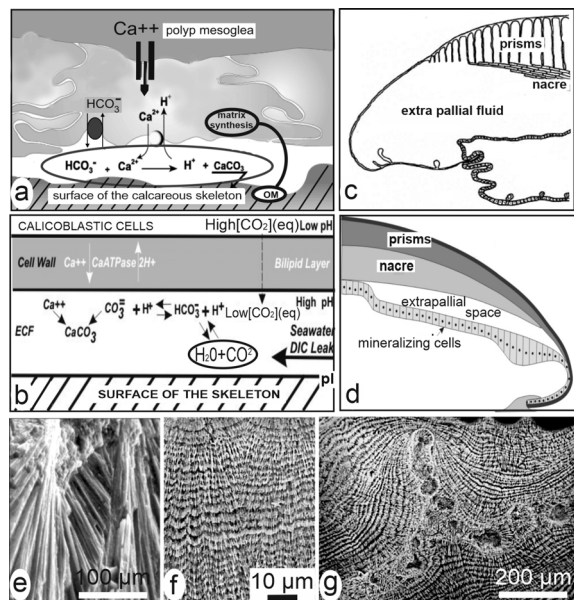 Ca++ polyp mesoglea
HCO₃⁻
H⁺
Ca²⁺
matrix
synthesis
HCO₃⁻ + Ca²⁺ → H⁺ + CaCO₃
surface of the calcareous skeleton
OM
a
prisms
nacre
extra pallial fluid
c
CALICOBLASTIC CELLS High[CO2](eq) Low pH
Cell Wall Ca++ CaATPase 2H+ Bilipid Layer
High pH
Ca++ CO₃⁼ + H⁺ HCO₃⁻ + H⁺ Low[CO2](eq)
ECF CaCO₃ Seawater
H2O+CO² DIC Leak
pl
SURFACE OF THE SKELETON
b
prisms
nacre
extrapallial
space
mineralizing cells
d
e 100 µm
f 10 µm
g 200 µm